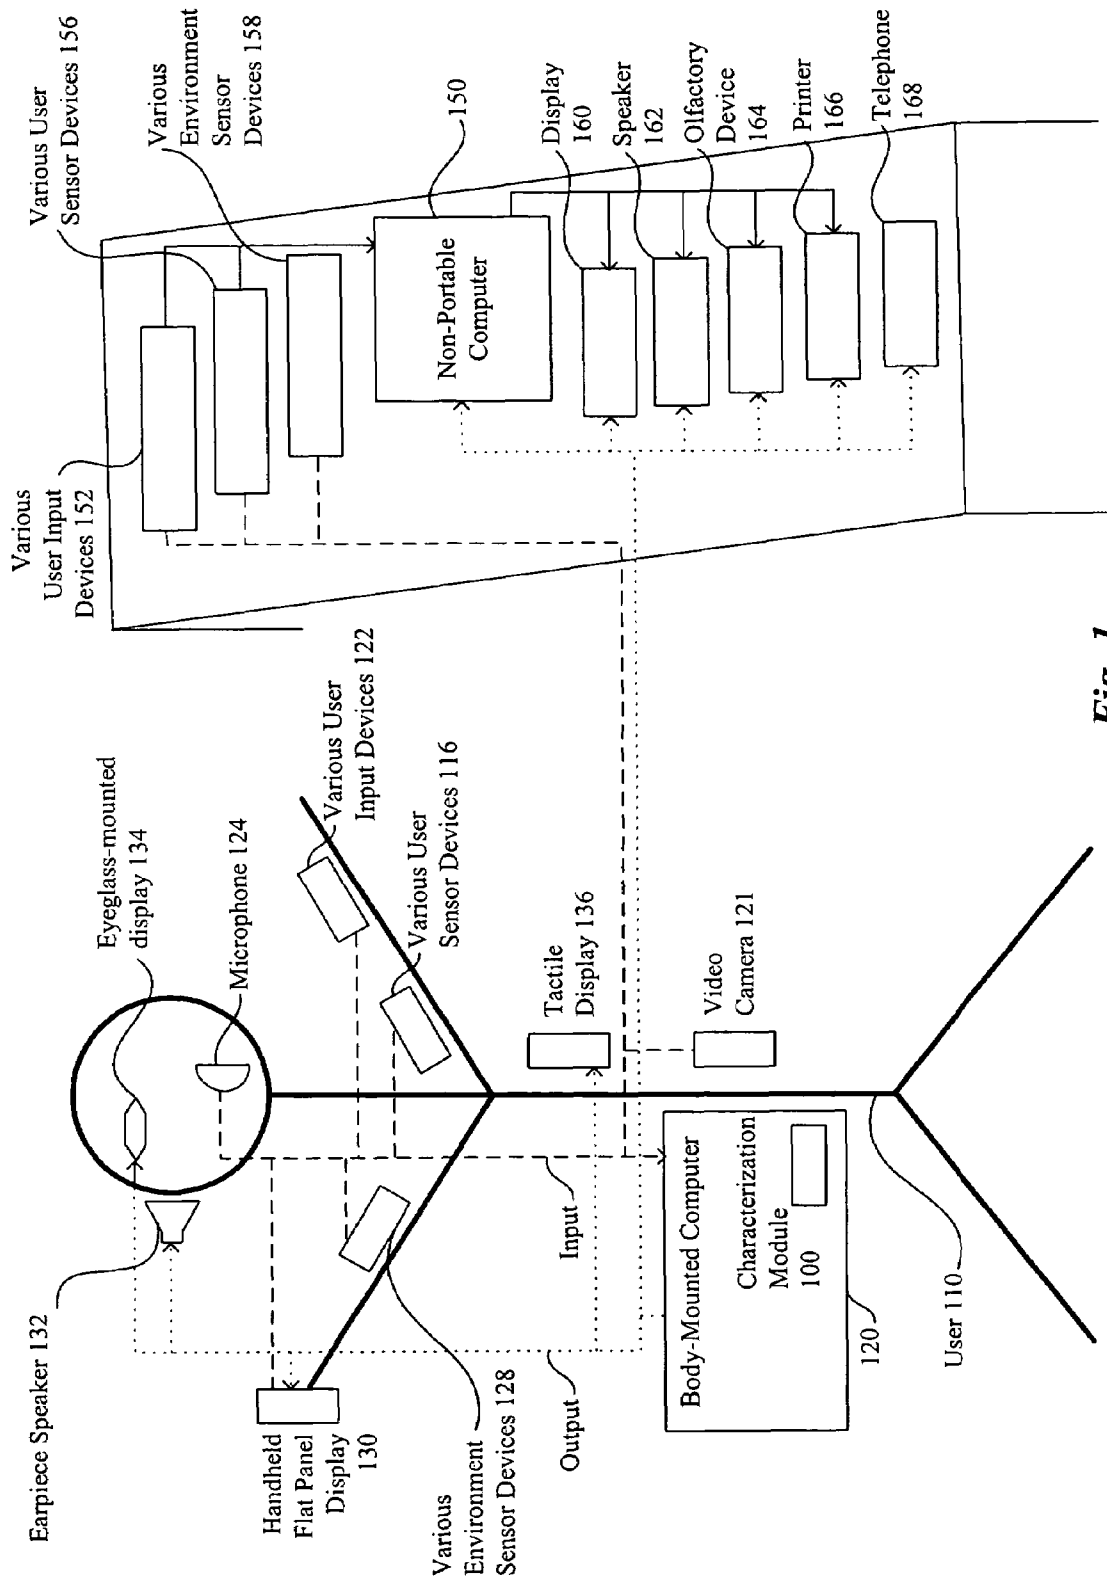 Earpiece Speaker 132
Eyeglass-mounted
display 134
Microphone 124
Various User
Input Devices 122
Various User
Sensor Devices 116
Handheld
Flat Panel
Display
130
Various
Environment
Sensor Devices 128
Input
Output
Tactile
Display 136
Video
Camera 121
Body-Mounted Computer
Characterization
Module
100
120
User 110
Various
User Input
Devices 152
Various User
Sensor Devices 156
Various
Environment
Sensor
Devices 158
Non-Portable
Computer
150
Display
160
Speaker
162
Olfactory
Device
164
Printer
166
Telephone
168
Fig. 1